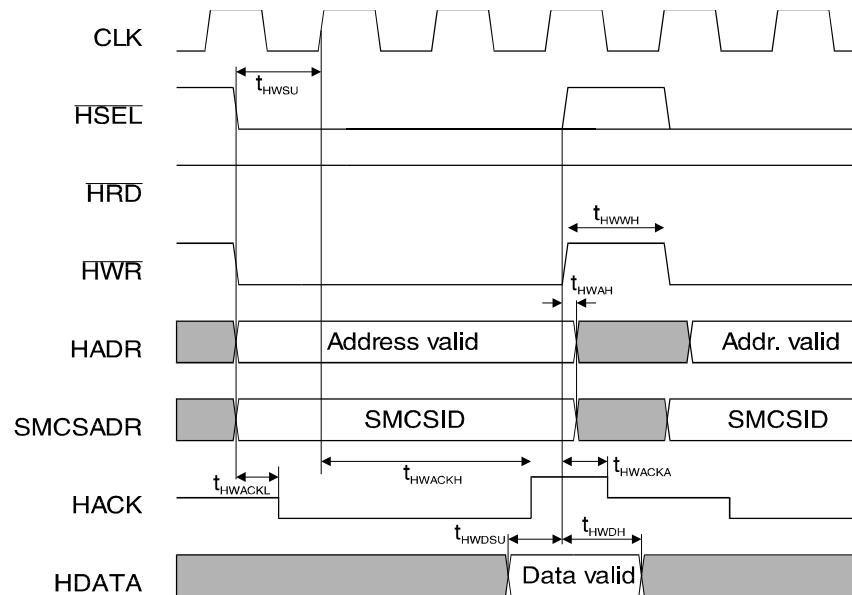 CLK
tHWSU
HSEL
HRD
tHWWH
HWR
tHWAH
HADR Address valid Addr. valid
SMCSADR SMCSID SMCSID
tHWACKL tHWACKH tHWACKA
HACK
tHWDSU tHWDH
HDATA Data valid